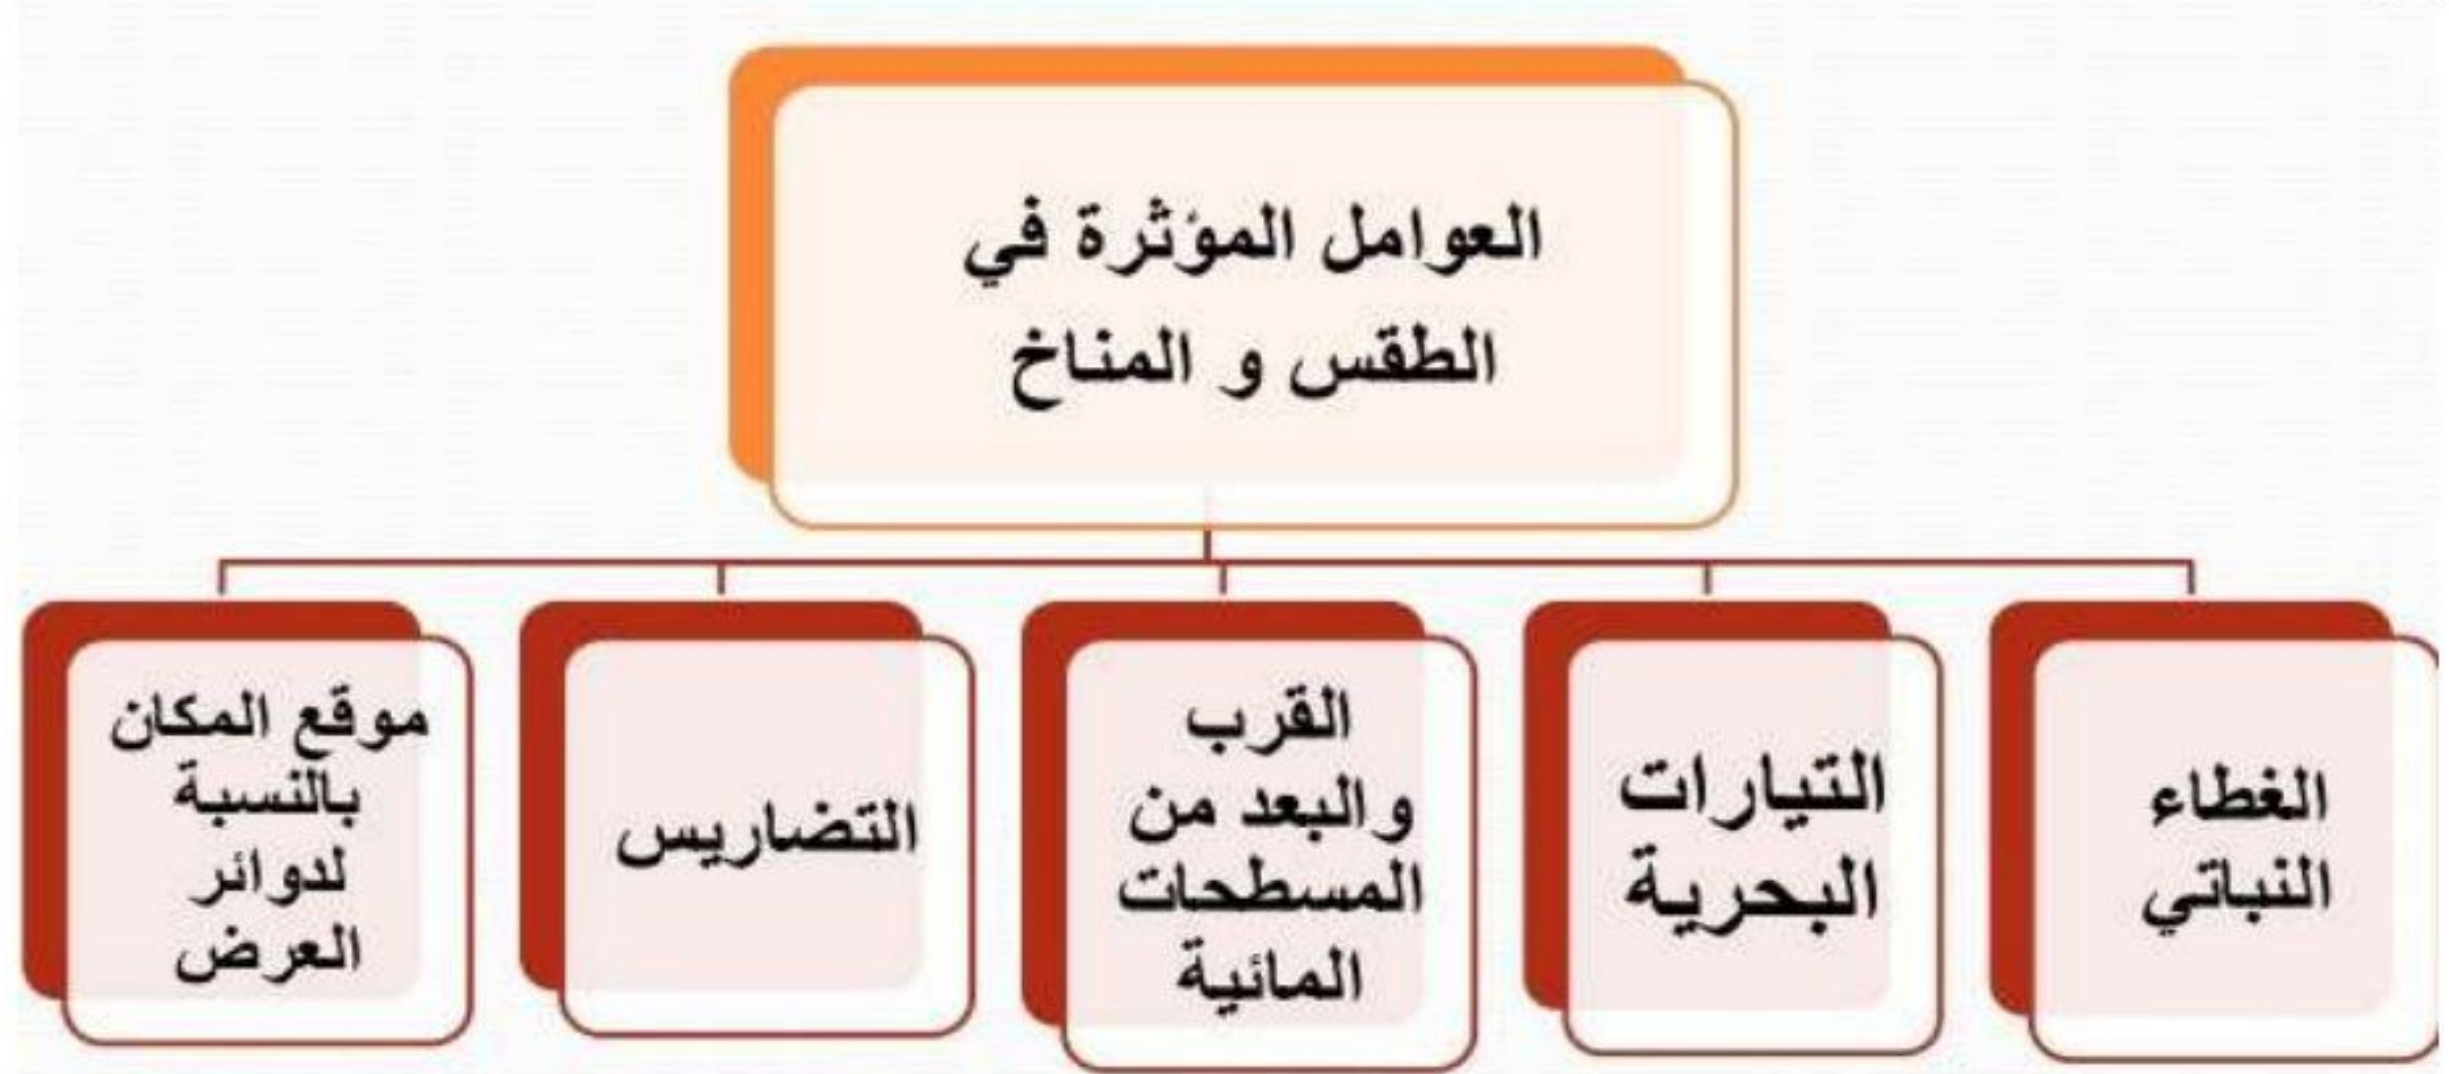 العوامل المؤثرة في
الطقس و المناخ
الغطاء
النباتي
التيارات
البحرية
القرب
والبعد من
المسطحات
المائية
التضاريس
موقع المكان
بالنسبة
لدوائر
العرض